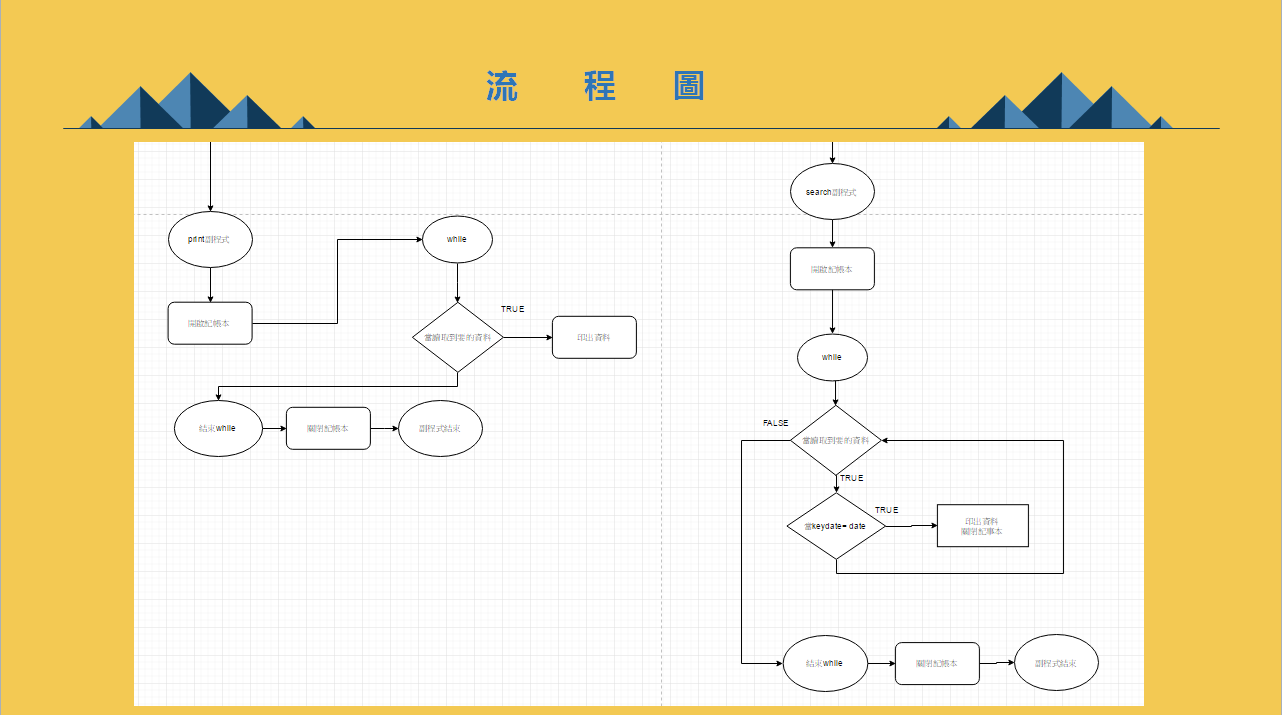 流 程 圖
print副程式
開啟記帳本
while
當讀取到要的資料
TRUE
印出資料
結束while
關閉記帳本
副程式結束
search副程式
開啟記帳本
while
當讀取到要的資料
FALSE
TRUE
當keydate= date
TRUE
印出資料
關閉記事本
結束while
關閉記帳本
副程式結束